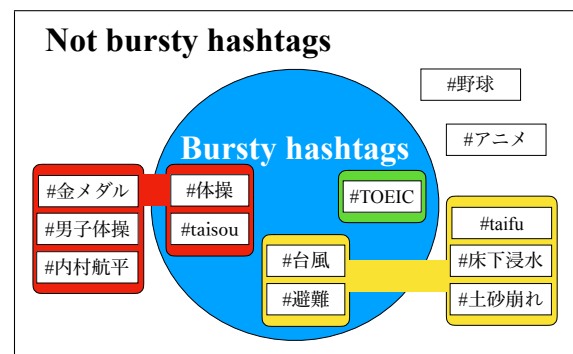 Not bursty hashtags
#野球
Bursty hashtags
#アニメ
#金メダル
#男子体操
#内村航平
#体操
#taisou
#TOEIC
#台風
#避難
#taifu
#床下浸水
#土砂崩れ